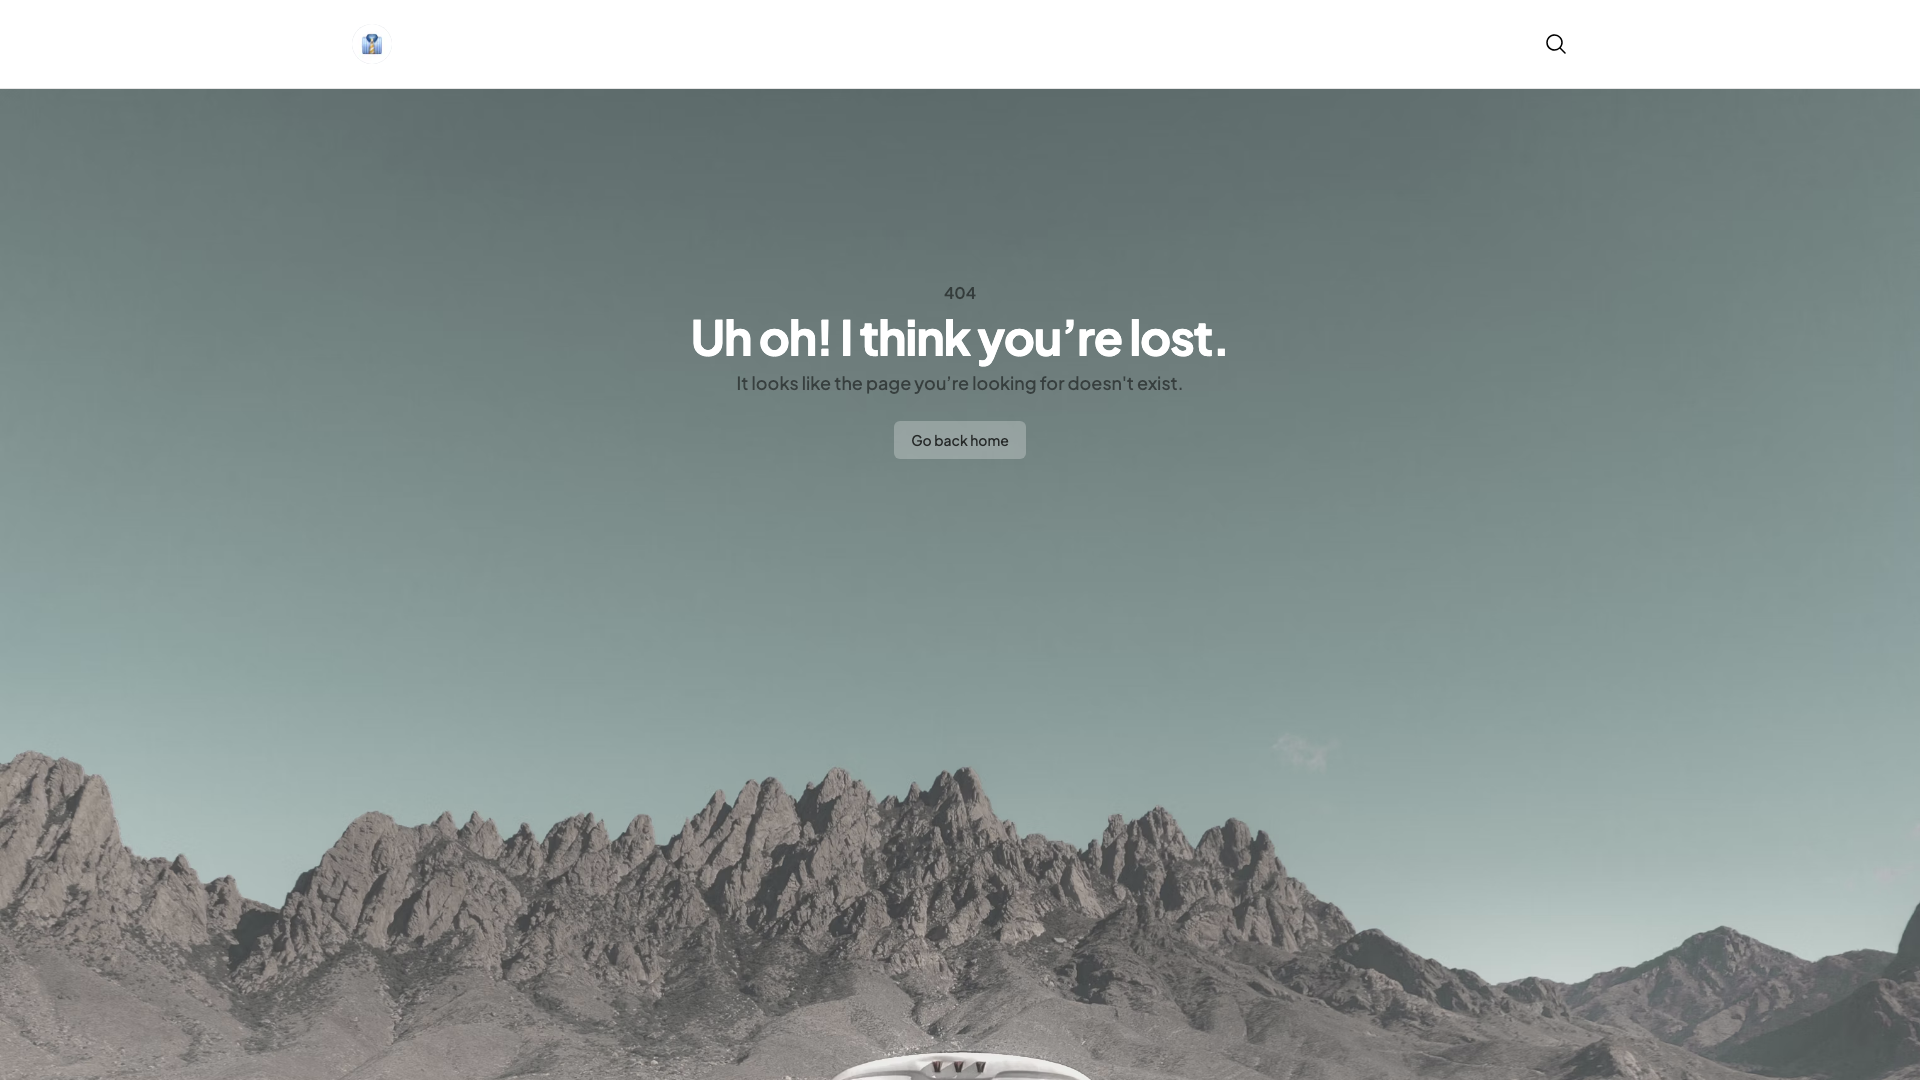 404
Uh oh! I think you’re lost.
It looks like the page you’re looking for doesn't exist.
Go back home